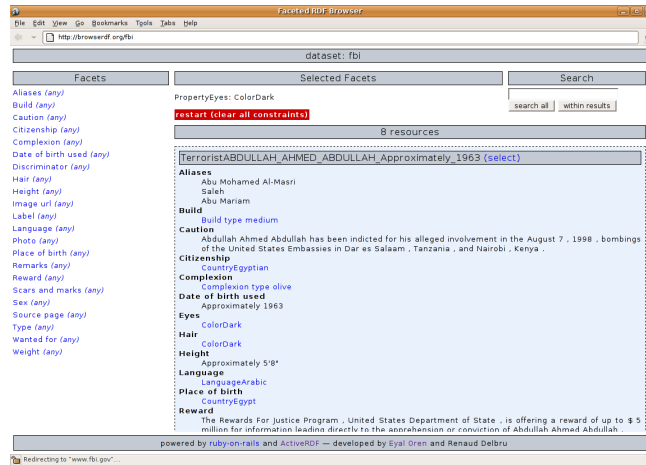 Faceted RDF Browser
File Edit View Go Bookmarks Tools Tabs Help
http://browserdf.org/fbi
dataset: fbi
Facets
Selected Facets
Search
Aliases (any)
Build (any)
Caution (any)
Citizenship (any)
Complexion (any)
Date of birth used (any)
Discriminator (any)
Hair (any)
Height (any)
Image url (any)
Label (any)
Language (any)
Photo (any)
Place of birth (any)
Remarks (any)
Reward (any)
Scars and marks (any)
Sex (any)
Source page (any)
Type (any)
Wanted for (any)
Weight (any)
PropertyEyes: ColorDark
restart (clear all constraints)
search all within results
8 resources
TerroristABDULLAH_AHMED_ABDULLAH_Approximately_1963 (select)
Aliases
Abu Mohamed Al-Masri
Saleh
Abu Mariam
Build
Build type medium
Caution
Abdullah Ahmed Abdullah has been indicted for his alleged involvement in the August 7 , 1998 , bombings
of the United States Embassies in Dar es Salaam , Tanzania , and Nairobi , Kenya .
Citizenship
CountryEgyptian
Complexion
Complexion type olive
Date of birth used
Approximately 1963
Eyes
ColorDark
Hair
ColorDark
Height
Approximately 5'8"
Language
LanguageArabic
Place of birth
CountryEgypt
Reward
The Rewards For Justice Program , United States Department of State , is offering a reward of up to $ 5
million for information leading directly to the apprehension or conviction of Abdullah Ahmed Abdullah .
powered by ruby-on-rails and ActiveRDF — developed by Eyal Oren and Renaud Delbru
Redirecting to "www.fbi.gov"...